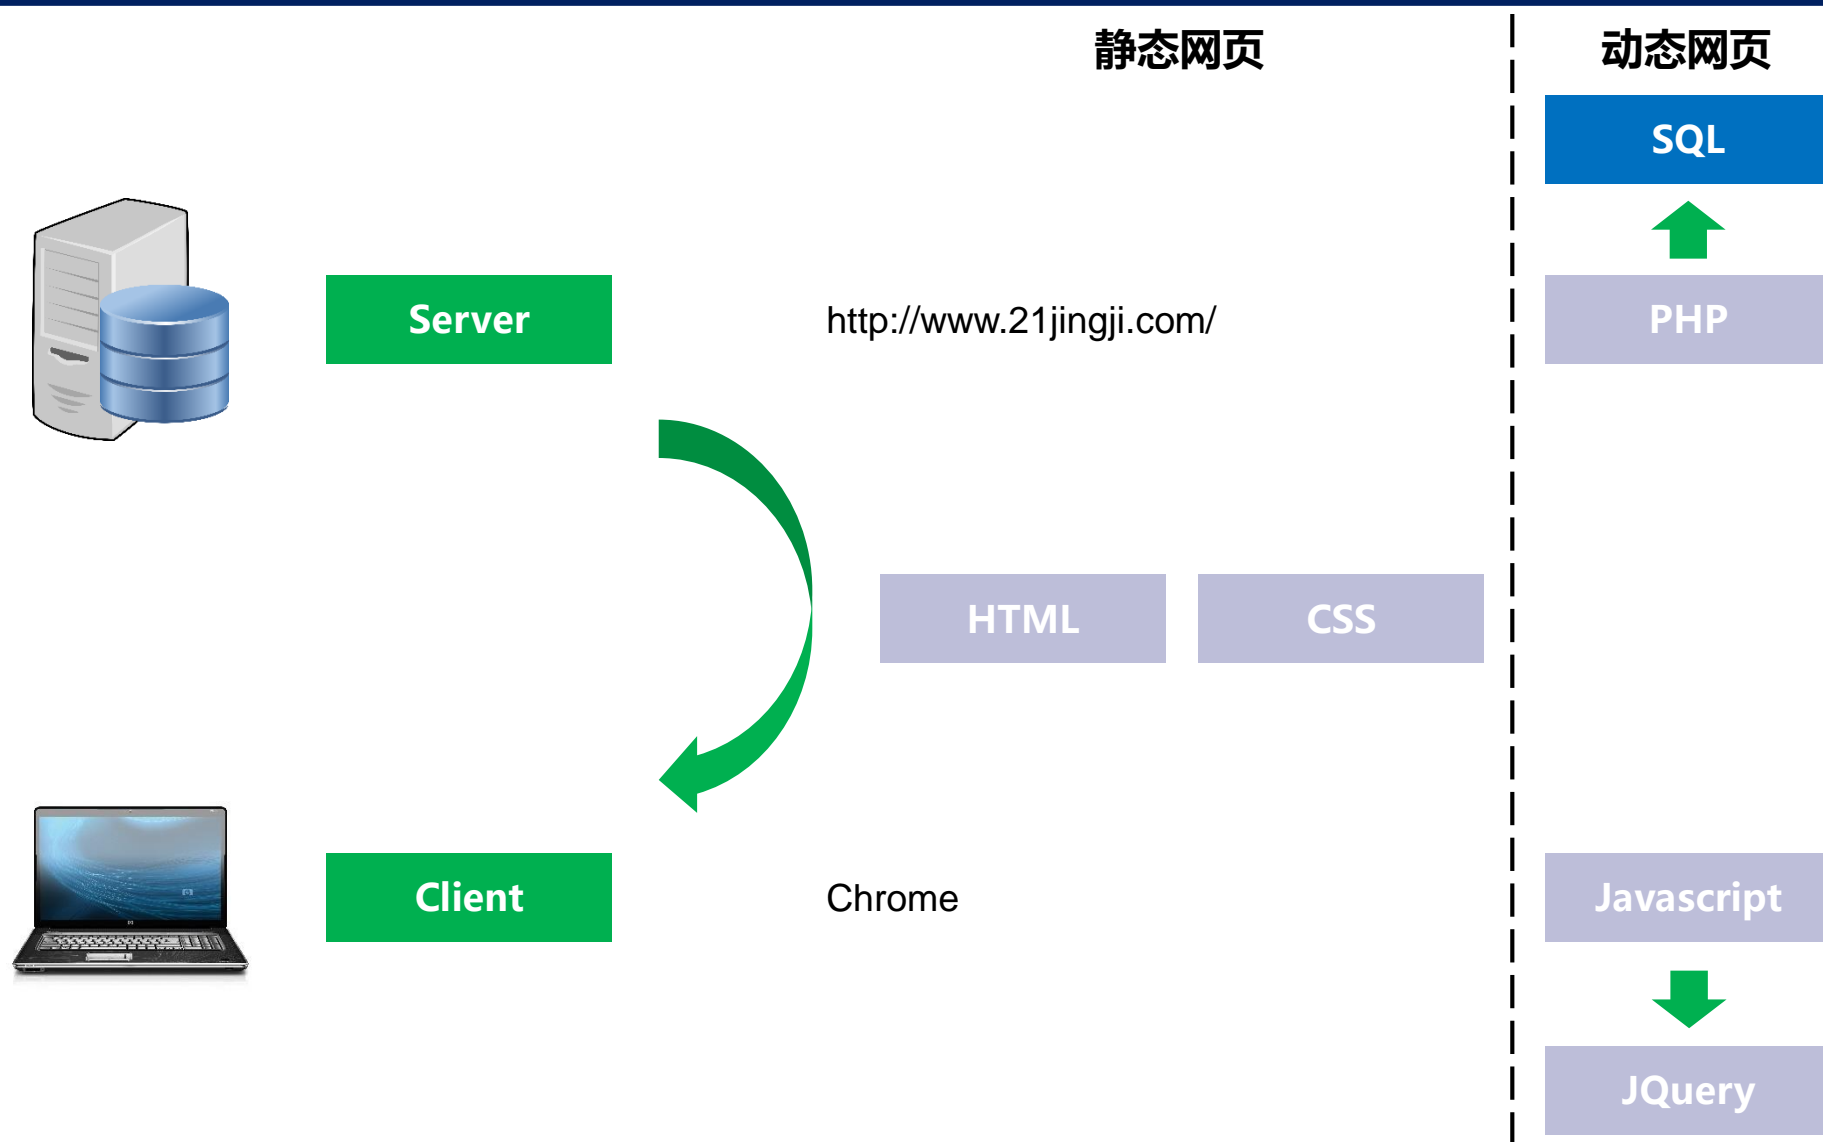 静态网页
动态网页
SQL
Server
http://www.21jingji.com/
PHP
HTML
CSS
Client
Chrome
Javascript
JQuery